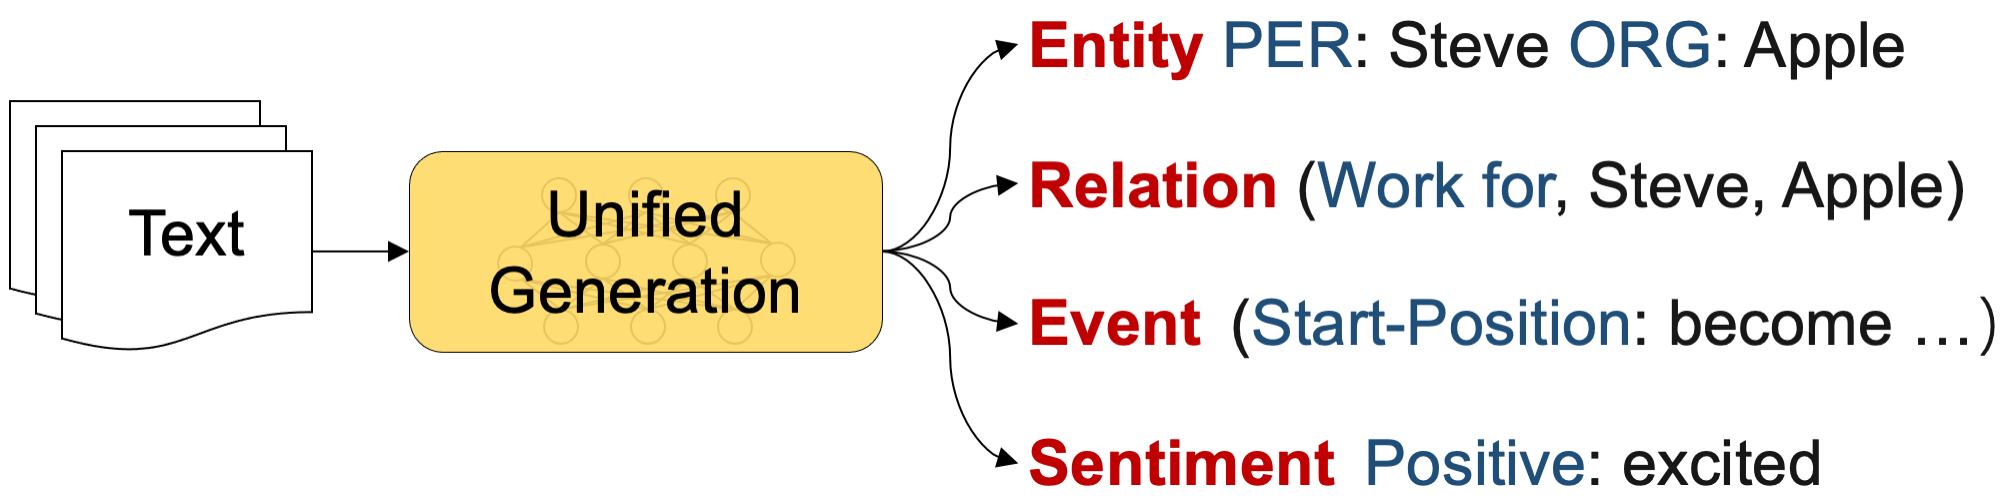 Text
Unified
Generation
Entity PER: Steve ORG: Apple
Relation (Work for, Steve, Apple)
Event (Start-Position: become …)
Sentiment Positive: excited